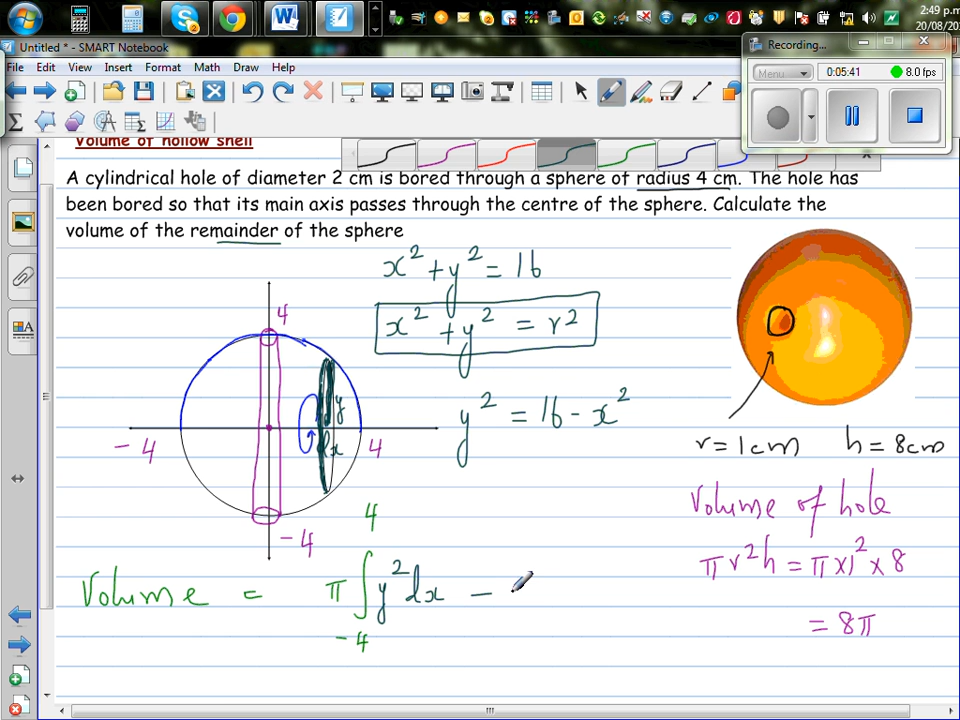 2:49 p.m
20/08/20
Untitled * - SMART Notebook
Recording...
File Edit View Insert Format Math Draw Help
Menu
0:05:41
8.0 fps
Volume of hollow shell
A cylindrical hole of diameter 2 cm is bored through a sphere of radius 4 cm. The hole has
been bored so that its main axis passes through the centre of the sphere. Calculate the
volume of the remainder of the sphere
x² + y² = 16
4
x² + y² = r²
y
y² = 16 - x²
-4
dx
4
r = 1cm h = 8cm
-4
Volume of hole
πr²h = π×1²×8
= 8π
4
Volume = π∫y²dx -
-4